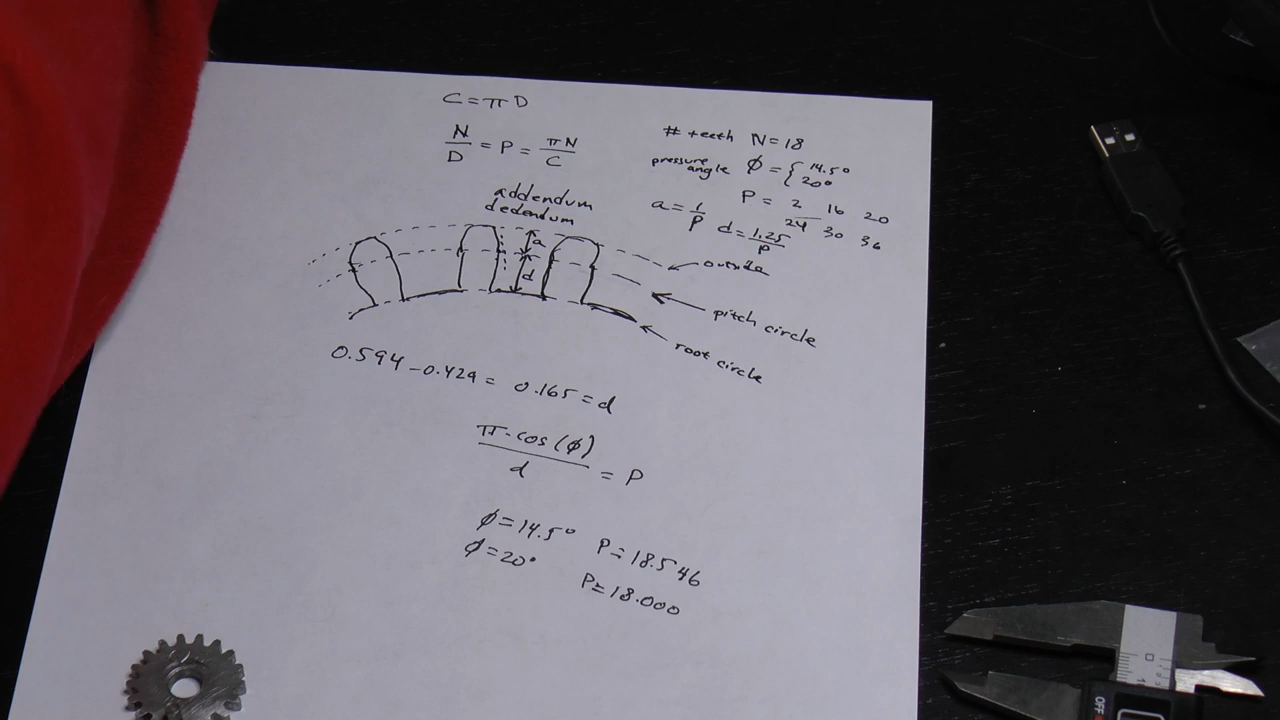 C = π D
N/D = P = πN/C
# teeth N = 18
pressure angle φ = { 14.5° 20°
P = 2 16 20
24 30 36
a = 1/P d = 1.25/P
addendum
dedendum
a
d
outside
pitch circle
root circle
0.594 - 0.429 = 0.165 = d
π · cos(φ) / d = P
φ = 14.5° P = 18.546
φ = 20° P = 18.000
0
OFF